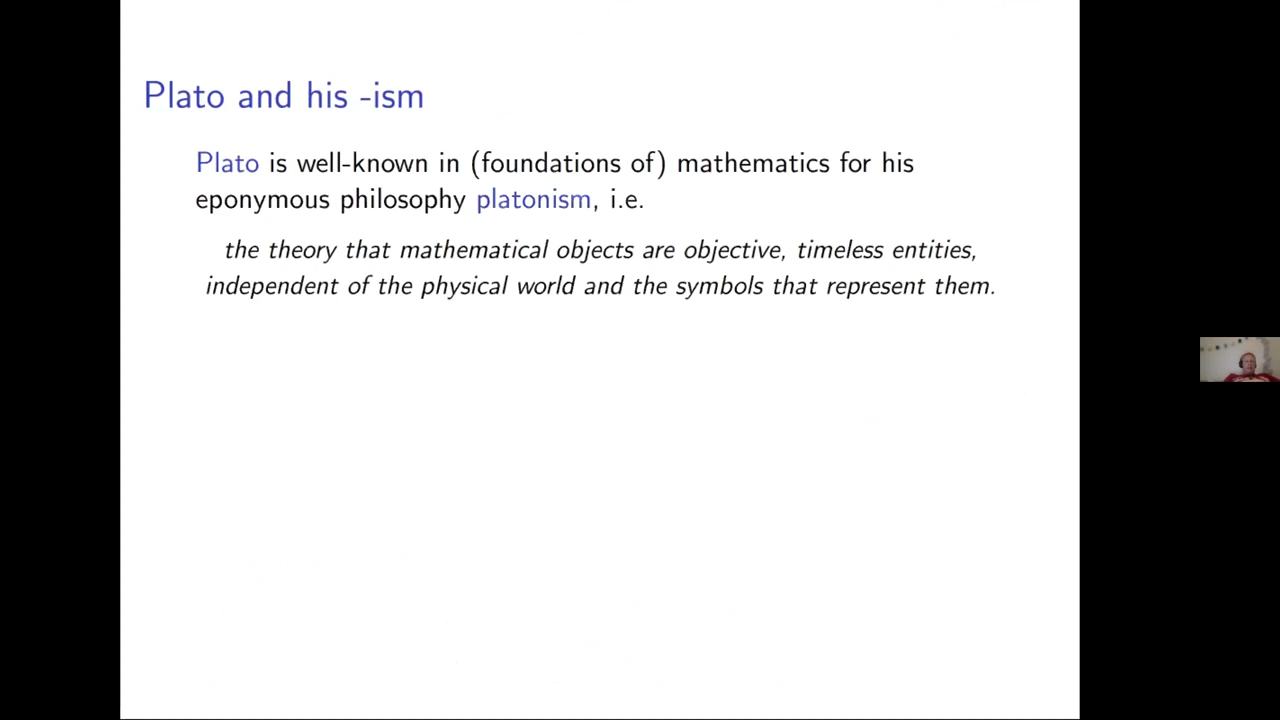 Plato and his -ism
Plato is well-known in (foundations of) mathematics for his
eponymous philosophy platonism, i.e.
the theory that mathematical objects are objective, timeless entities,
independent of the physical world and the symbols that represent them.